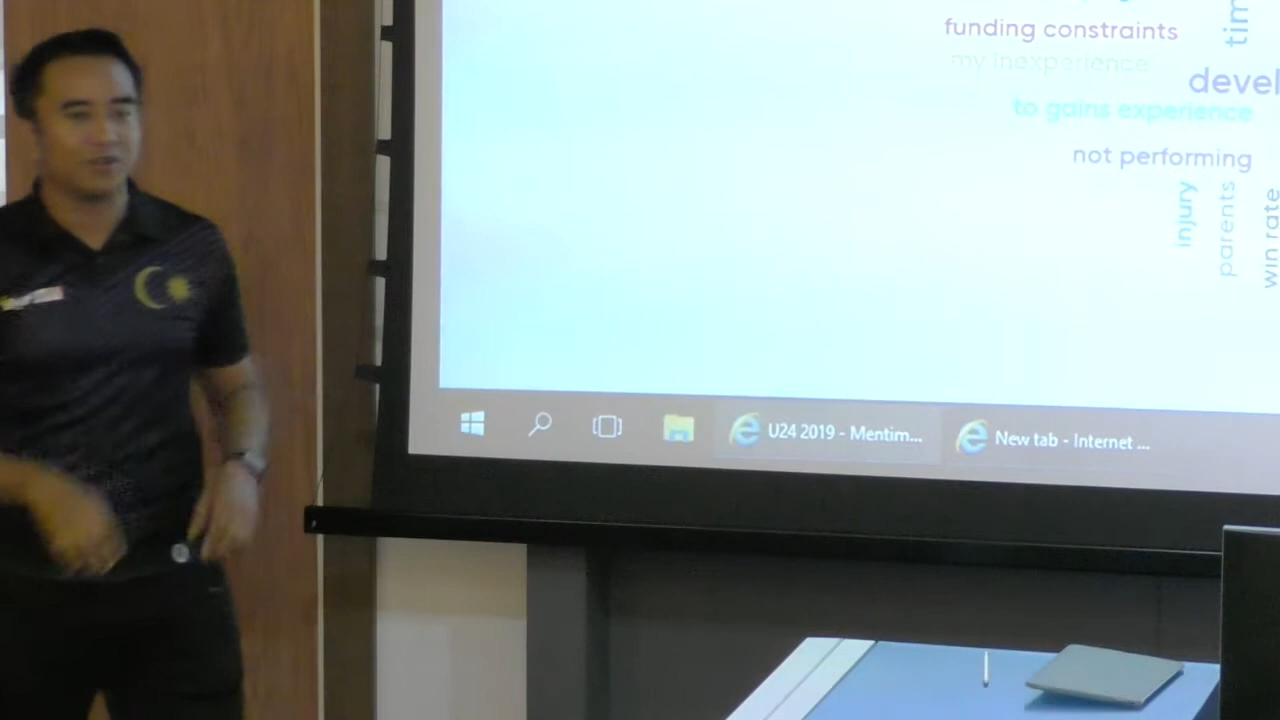 funding constraints
my inexperience
to gains experience
not performing
injury
parents
win rate
U24 2019 - Mentim...
New tab - Internet ...